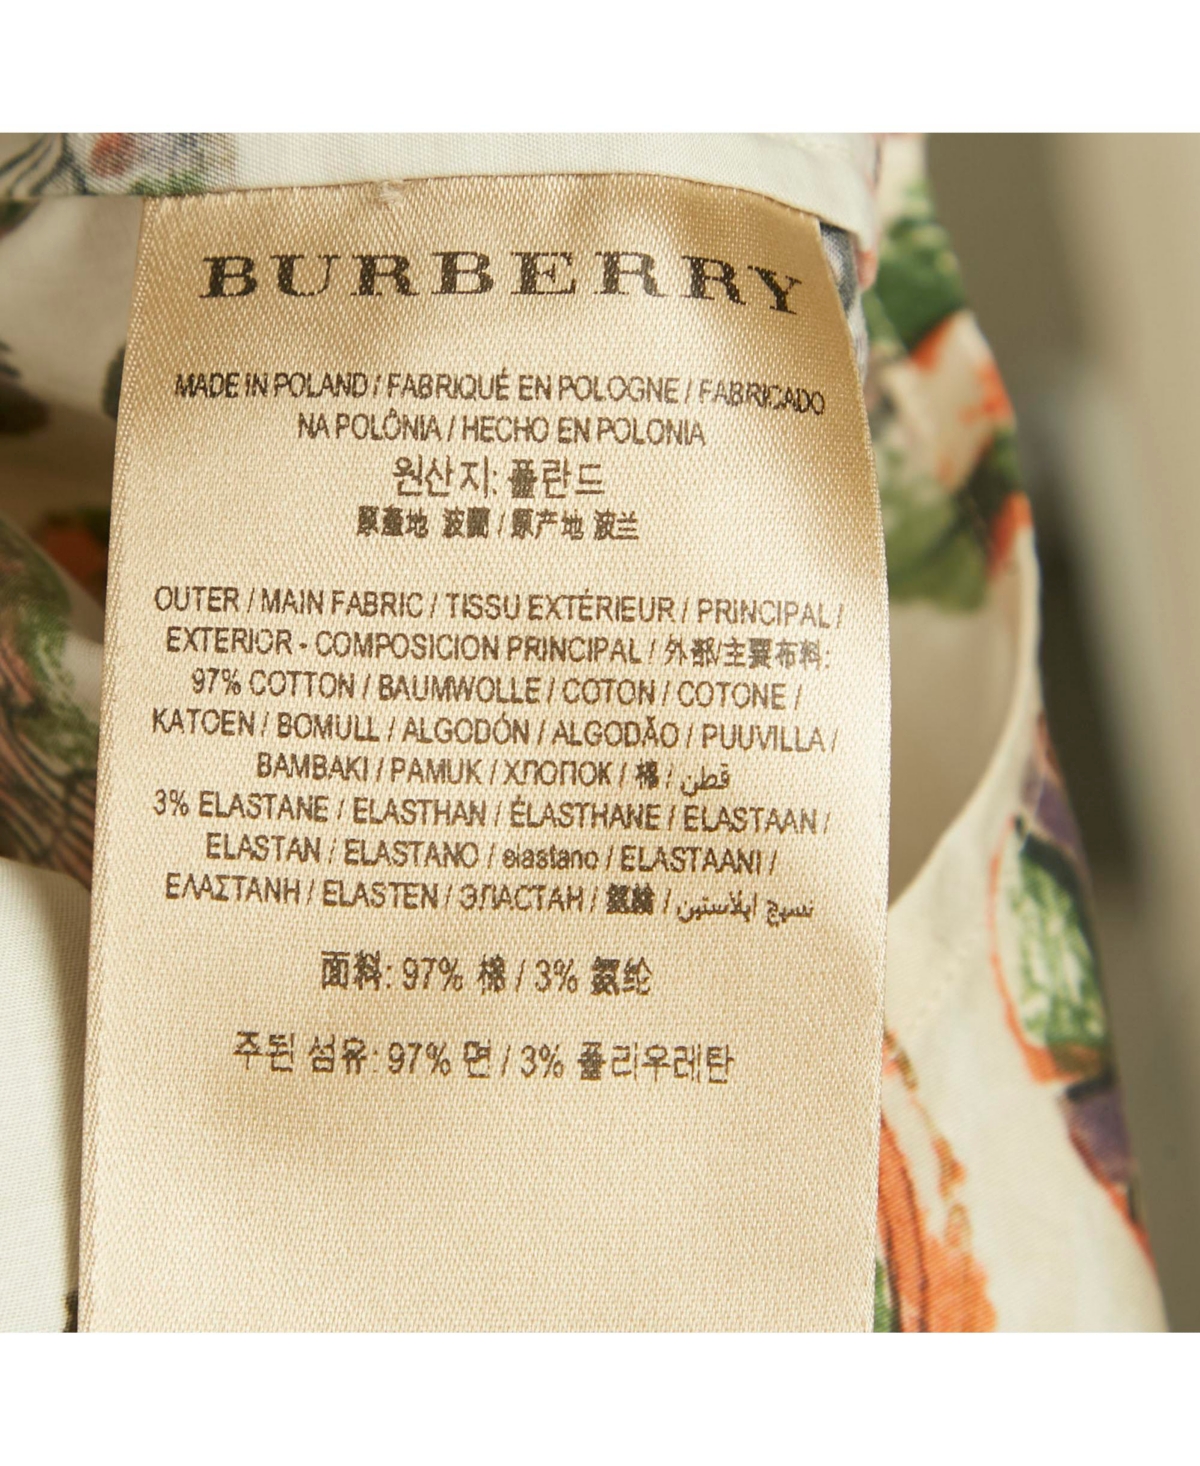 BURBERRY
MADE IN POLAND / FABRIQUÉ EN POLOGNE / FABRICADO
NA POLÔNIA / HECHO EN POLONIA
원산지: 폴란드
原產地 波蘭 / 原产地 波兰
OUTER / MAIN FABRIC / TISSU EXTÉRIEUR / PRINCIPAL /
EXTERIOR - COMPOSICION PRINCIPAL / 外部/主要布料:
97% COTTON / BAUMWOLLE / COTON / COTONE /
KATOEN / BOMULL / ALGODÓN / ALGODÃO / PUUVILLA /
BAMBAKI / PAMUK / ХЛОПОК / 棉 / قطن
3% ELASTANE / ELASTHAN / ÉLASTHANE / ELASTAAN /
ELASTAN / ELASTANO / elastano / ELASTAANI /
ΕΛΑΣΤΑΝΗ / ELASTEN / ЭЛАСТАН / 氨綸 / نسيج ايلاستين
面料: 97% 棉 / 3% 氨纶
주된 섬유: 97% 면 / 3% 폴리우레탄